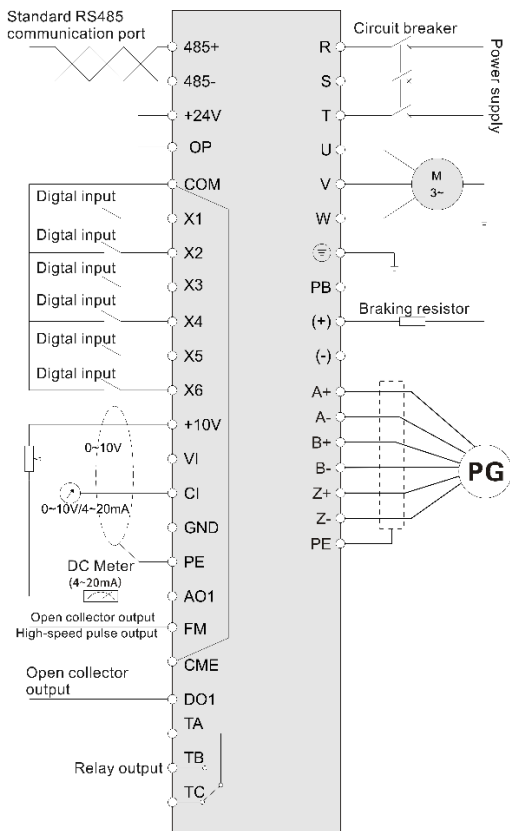 Standard RS485
communication port
485+
485-
+24V
OP
COM
Digtal input
X1
Digtal input
X2
Digtal input
X3
Digtal input
X4
Digtal input
X5
Digtal input
X6
+10V
0~10V
VI
CI
0~10V/4~20mA
GND
PE
DC Meter
(4~20mA)
AO1
Open collector output
High-speed pulse output
FM
CME
Open collector
output
DO1
TA
TB
Relay output
TC
Circuit breaker
R
S
T
Power supply
U
V
W
M
3~
PB
Braking resistor
(+)
(-)
A+
A-
B+
B-
Z+
Z-
PE
PG